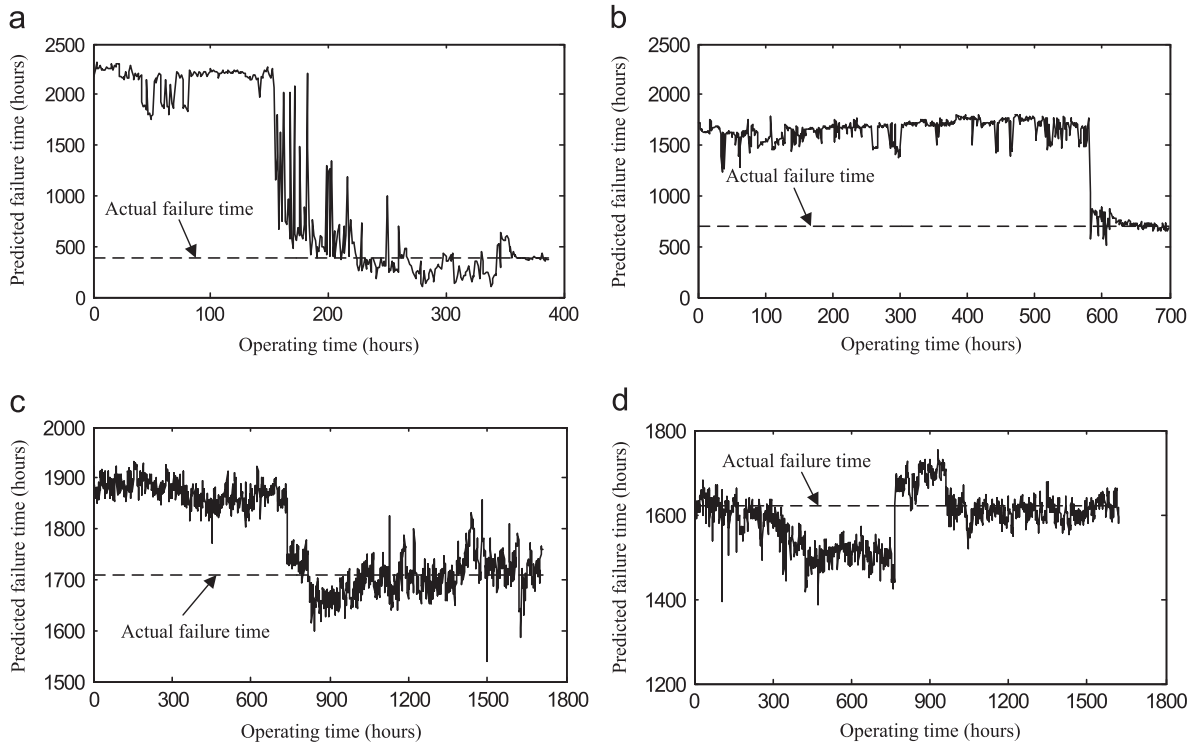 a
Predicted failure time (hours)
2500
2000
1500
1000
500
0
Actual failure time
0 100 200 300 400
Operating time (hours)
b
Predicted failure time (hours)
2500
2000
1500
1000
500
0
Actual failure time
0 100 200 300 400 500 600 700
Operating time (hours)
c
Predicted failure time (hours)
2000
1900
1800
1700
1600
1500
Actual failure time
0 300 600 900 1200 1500 1800
Operating time (hours)
d
Predicted failure time (hours)
1800
1600
1400
1200
Actual failure time
0 300 600 900 1200 1500 1800
Operating time (hours)